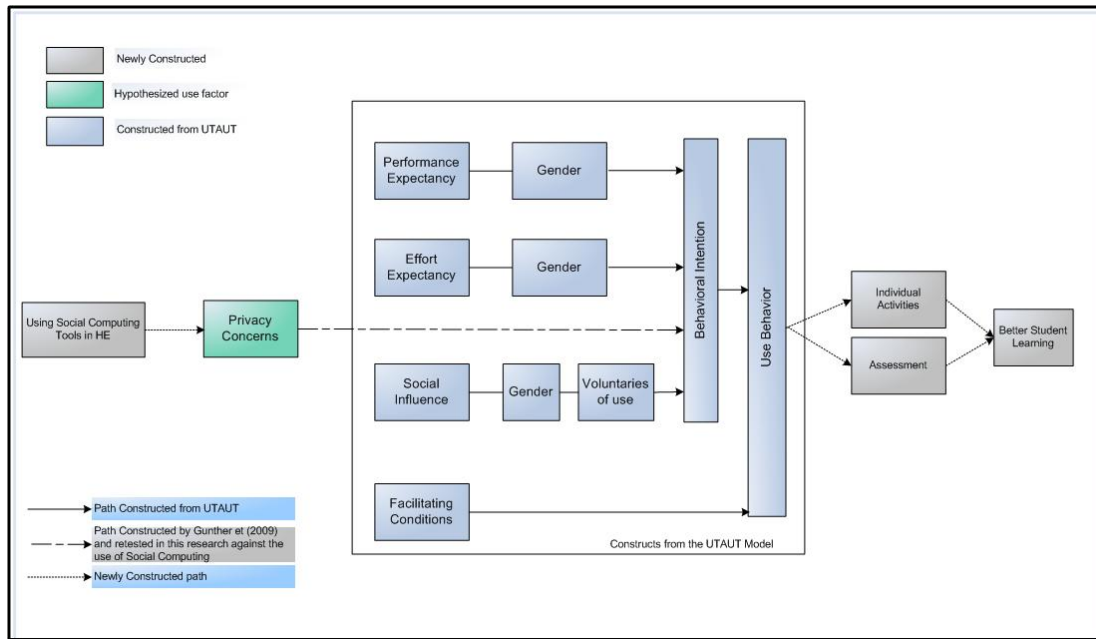 Newly Constructed
Hypothesized use factor
Constructed from UTAUT
Performance
Expectancy
Gender
Effort
Expectancy
Gender
Using Social Computing
Tools in HE
Privacy
Concerns
Social
Influence
Gender
Voluntaries
of use
Facilitating
Conditions
Behavioral Intention
Use Behavior
Individual
Activities
Assessment
Better Student
Learning
Constructs from the UTAUT Model
Path Constructed from UTAUT
Path Constructed by Gunther et (2009)
and retested in this research against the
use of Social Computing
Newly Constructed path